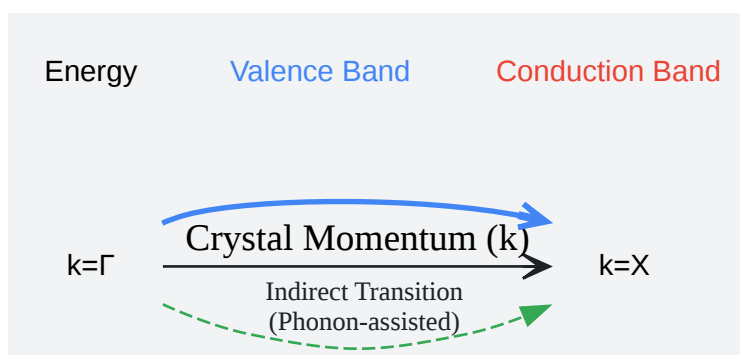 Energy
Valence Band
Conduction Band
Crystal Momentum (k)
k=Γ
k=X
Indirect Transition
(Phonon-assisted)